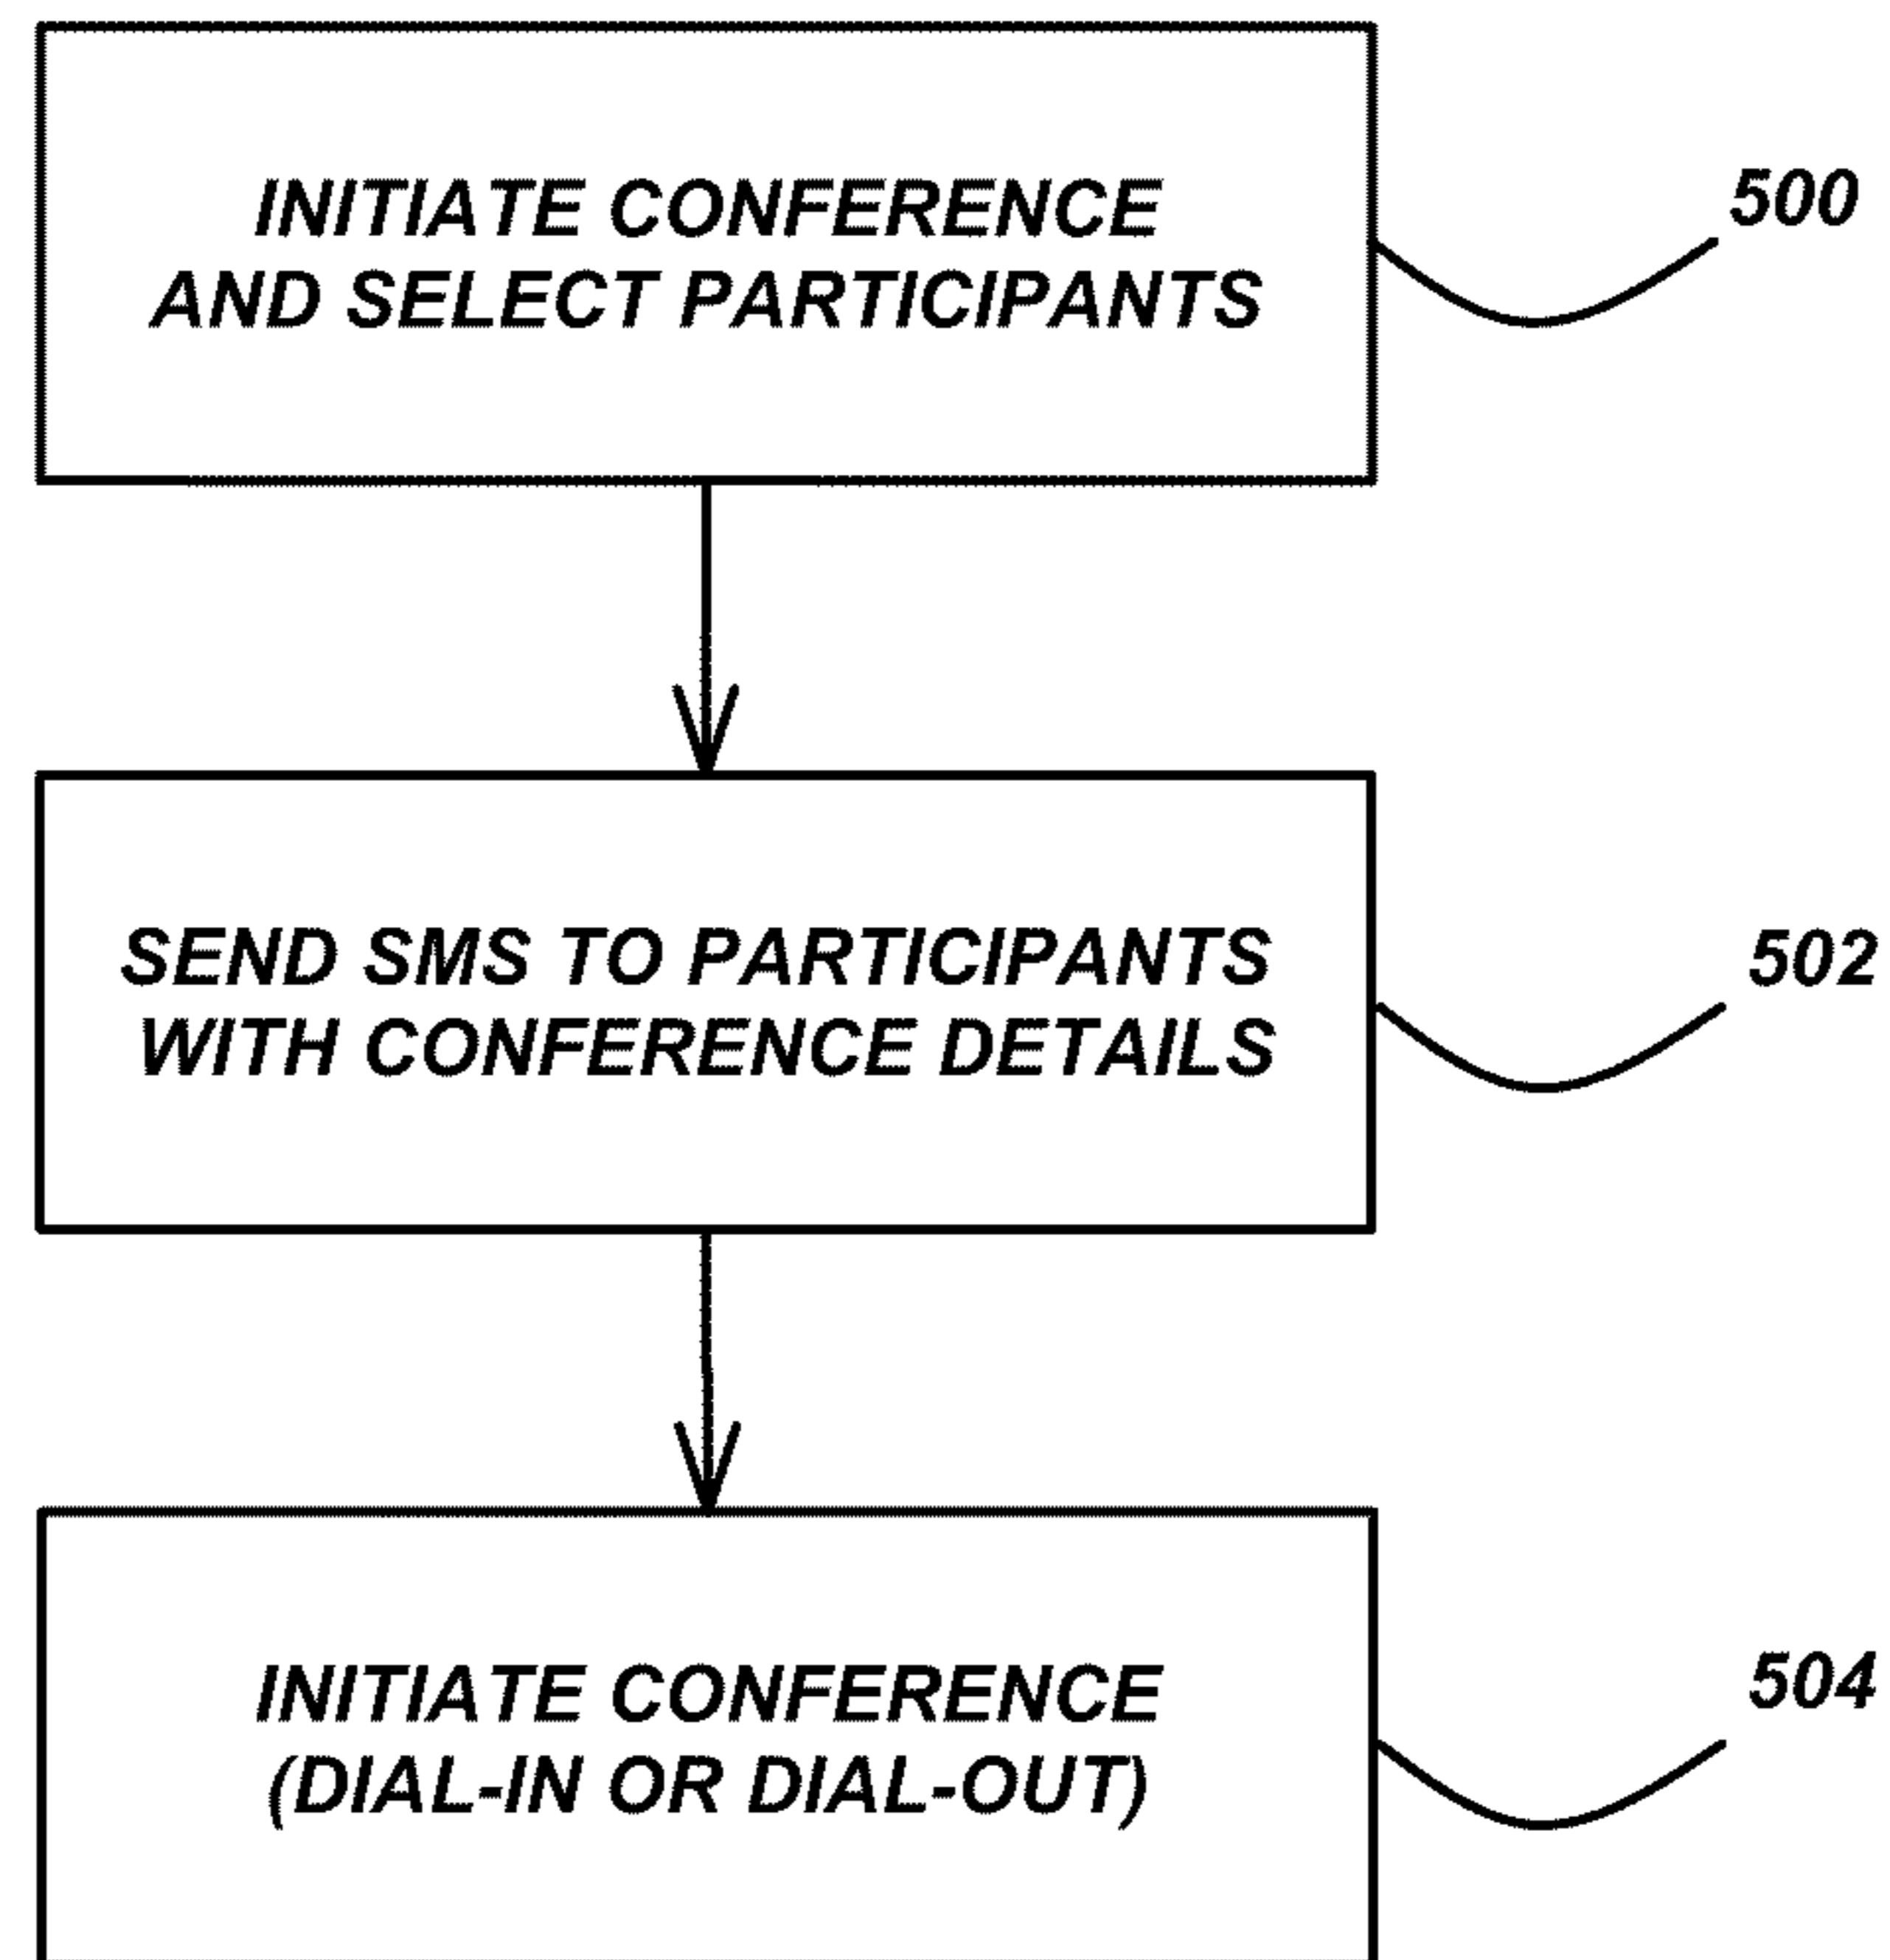 INITIATE CONFERENCE
AND SELECT PARTICIPANTS
500
SEND SMS TO PARTICIPANTS
WITH CONFERENCE DETAILS
502
INITIATE CONFERENCE
(DIAL-IN OR DIAL-OUT)
504